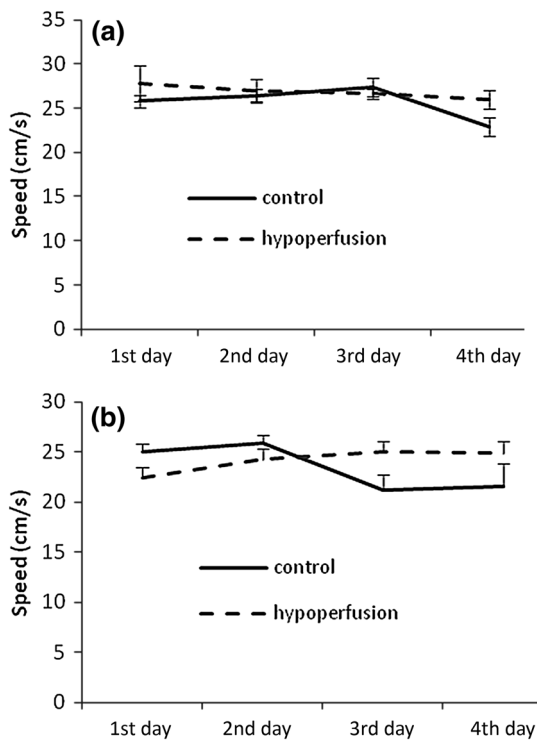 (a)
Speed (cm/s)
35
30
25
20
15
10
5
0
control
hypoperfusion
1st day 2nd day 3rd day 4th day
(b)
Speed (cm/s)
30
25
20
15
10
5
0
control
hypoperfusion
1st day 2nd day 3rd day 4th day